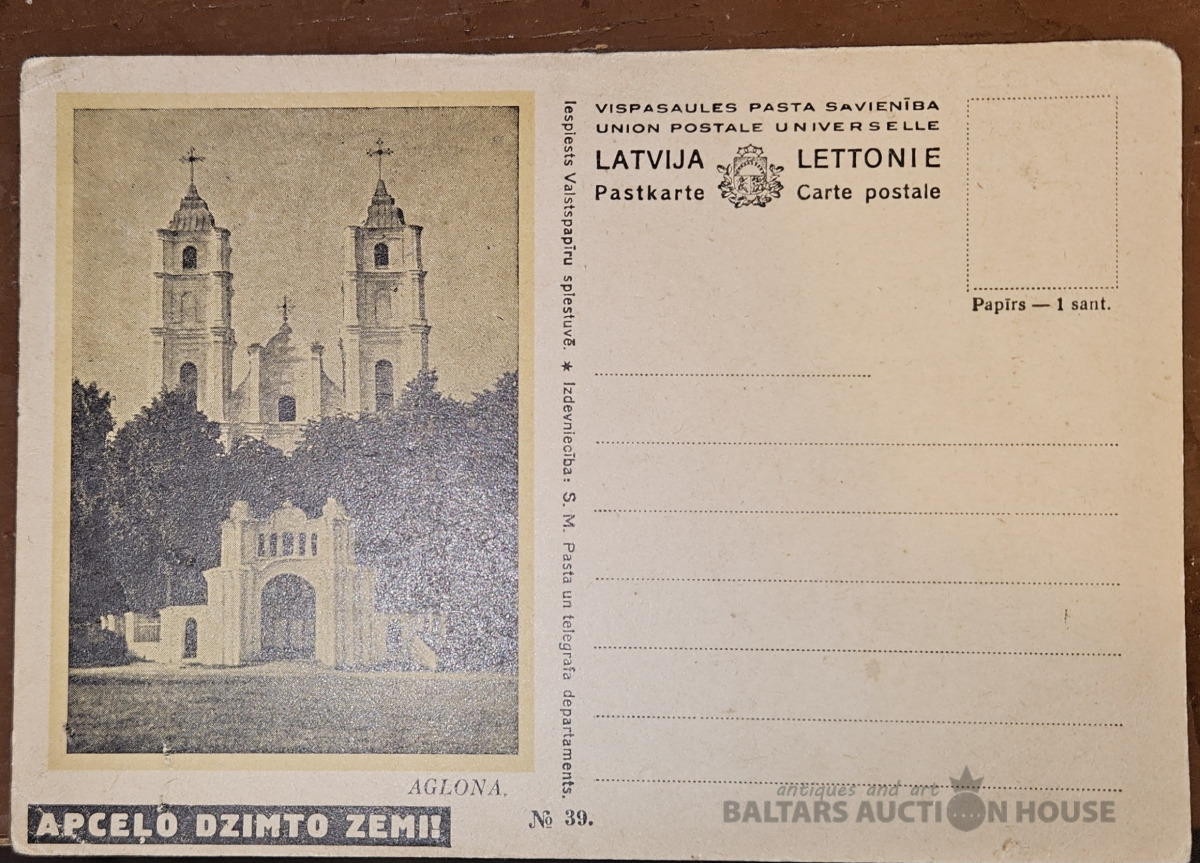 VISPASAULES PASTA SAVIENĪBA
UNION POSTALE UNIVERSELLE
LATVIJA LETTONIE
Pastkarte Carte postale
Papīrs — 1 sant.
Iespiests Valstspapīru spiestuvē. * Izdevniecība: S. M. Pasta un telegrafa departaments.
AGLONA.
APCEĻO DZIMTO ZEMI!
№ 39.
antiques and art
BALTARS AUCTION HOUSE